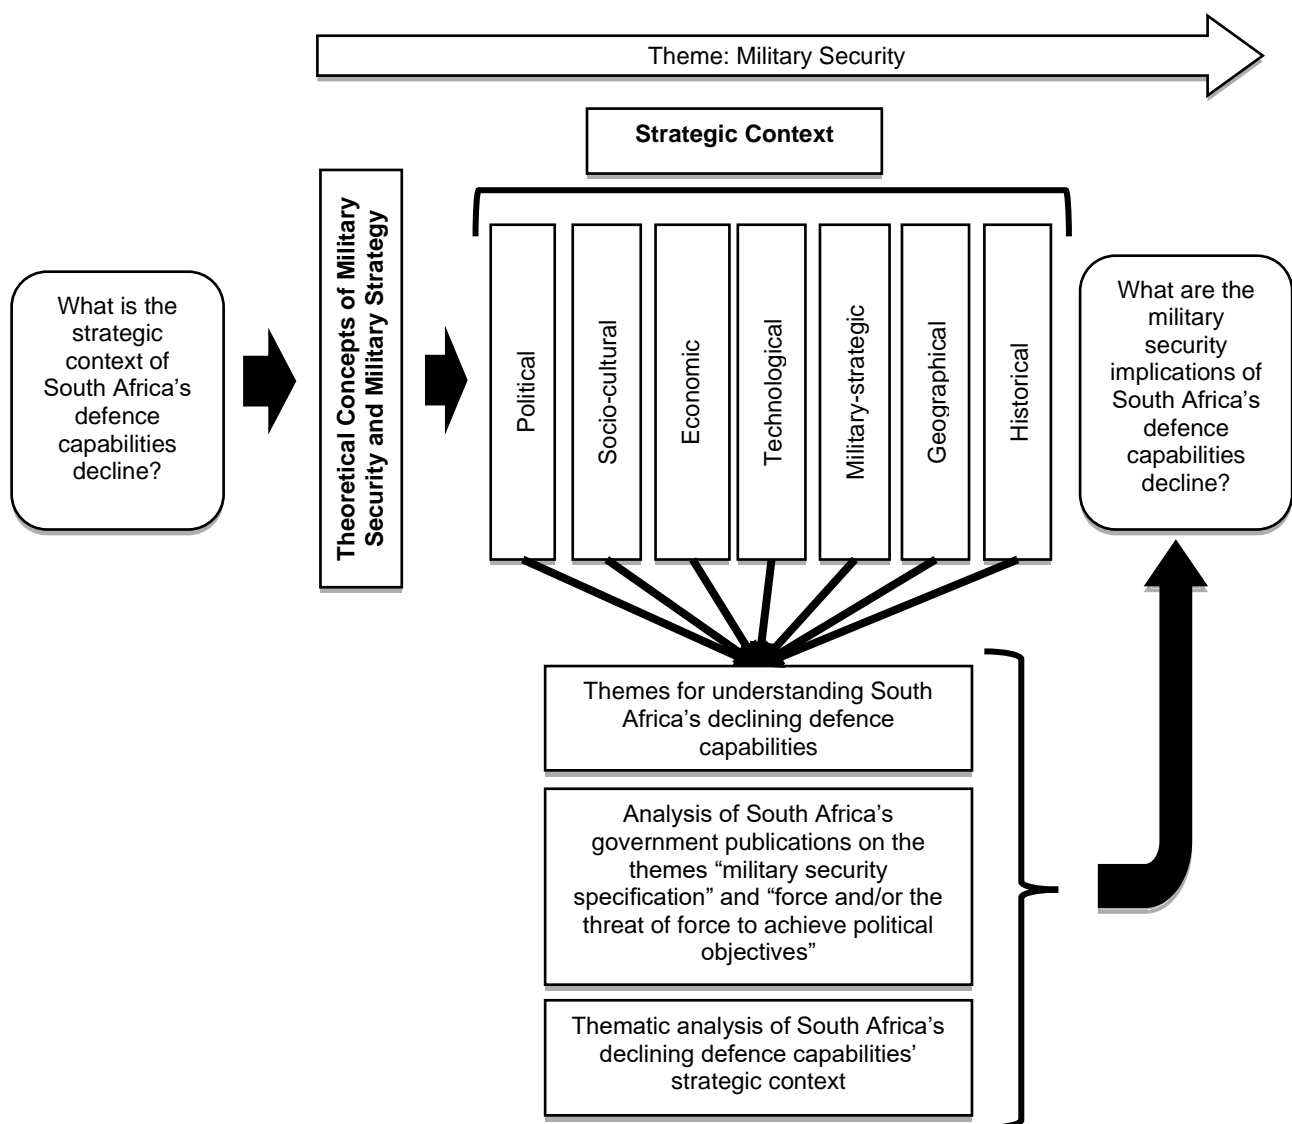 Theme: Military Security
Strategic Context
What is the
strategic
context of
South Africa’s
defence
capabilities
decline?
Theoretical Concepts of Military
Security and Military Strategy
Political
Socio-cultural
Economic
Technological
Military-strategic
Geographical
Historical
What are the
military
security
implications of
South Africa’s
defence
capabilities
decline?
Themes for understanding South
Africa’s declining defence
capabilities
Analysis of South Africa’s
government publications on the
themes “military security
specification” and “force and/or the
threat of force to achieve political
objectives”
Thematic analysis of South Africa’s
declining defence capabilities’
strategic context